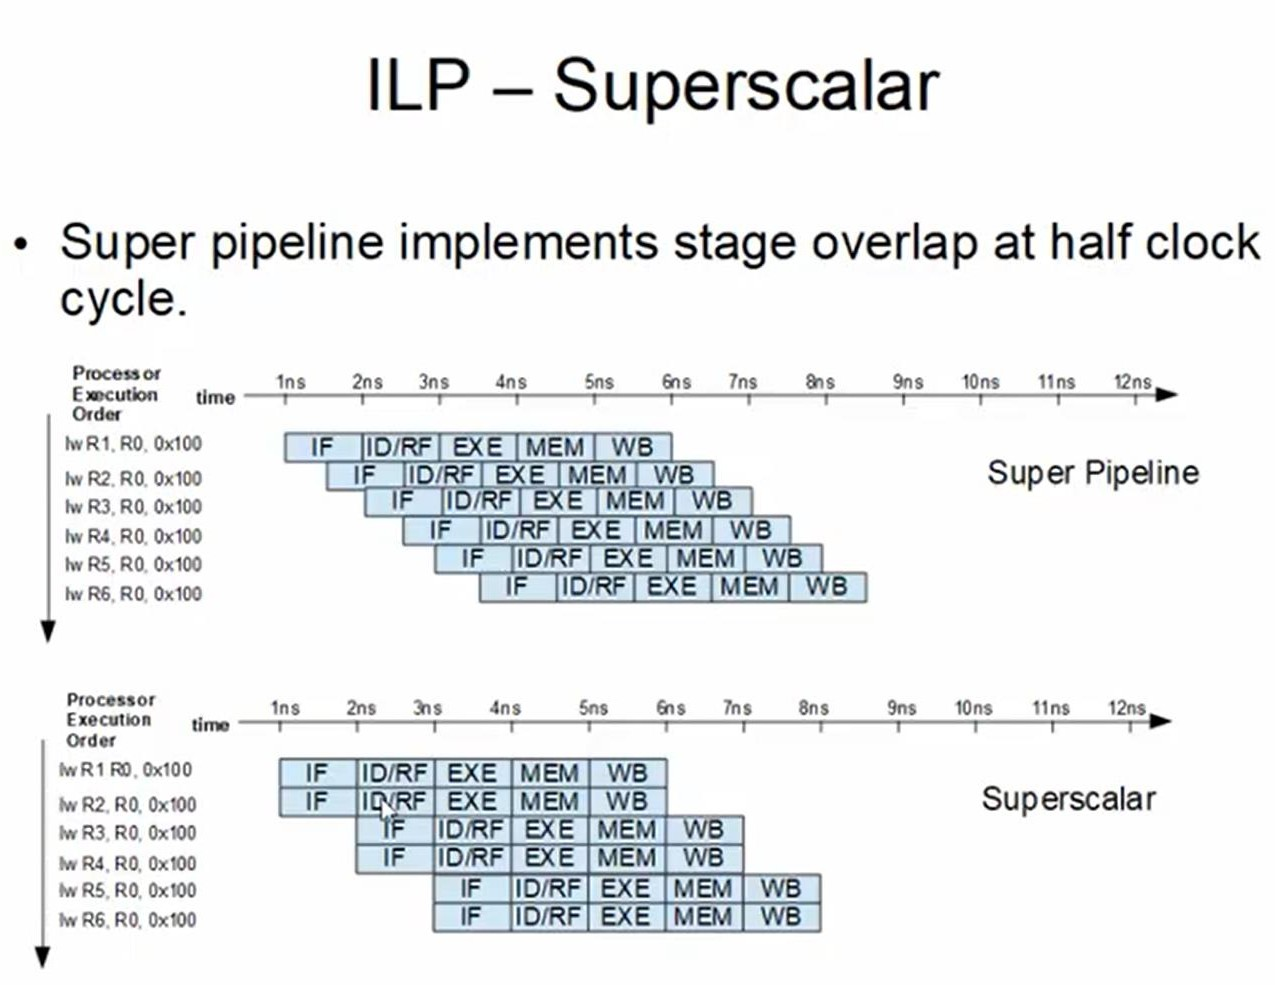 ILP – Superscalar
• Super pipeline implements stage overlap at half clock
cycle.
Processor
Execution
Order
time
1ns 2ns 3ns 4ns 5ns 6ns 7ns 8ns 9ns 10ns 11ns 12ns
lw R1, R0, 0x100 IF ID/RF EXE MEM WB
Super Pipeline
lw R2, R0, 0x100 IF ID/RF EXE MEM WB
lw R3, R0, 0x100 IF ID/RF EXE MEM WB
lw R4, R0, 0x100 IF ID/RF EXE MEM WB
lw R5, R0, 0x100 IF ID/RF EXE MEM WB
lw R6, R0, 0x100 IF ID/RF EXE MEM WB
Processor
Execution
Order
time
1ns 2ns 3ns 4ns 5ns 6ns 7ns 8ns 9ns 10ns 11ns 12ns
lw R1 R0, 0x100 IF ID/RF EXE MEM WB
lw R2, R0, 0x100 IF ID/RF EXE MEM WB
Superscalar
lw R3, R0, 0x100 IF ID/RF EXE MEM WB
lw R4, R0, 0x100 IF ID/RF EXE MEM WB
lw R5, R0, 0x100 IF ID/RF EXE MEM WB
lw R6, R0, 0x100 IF ID/RF EXE MEM WB